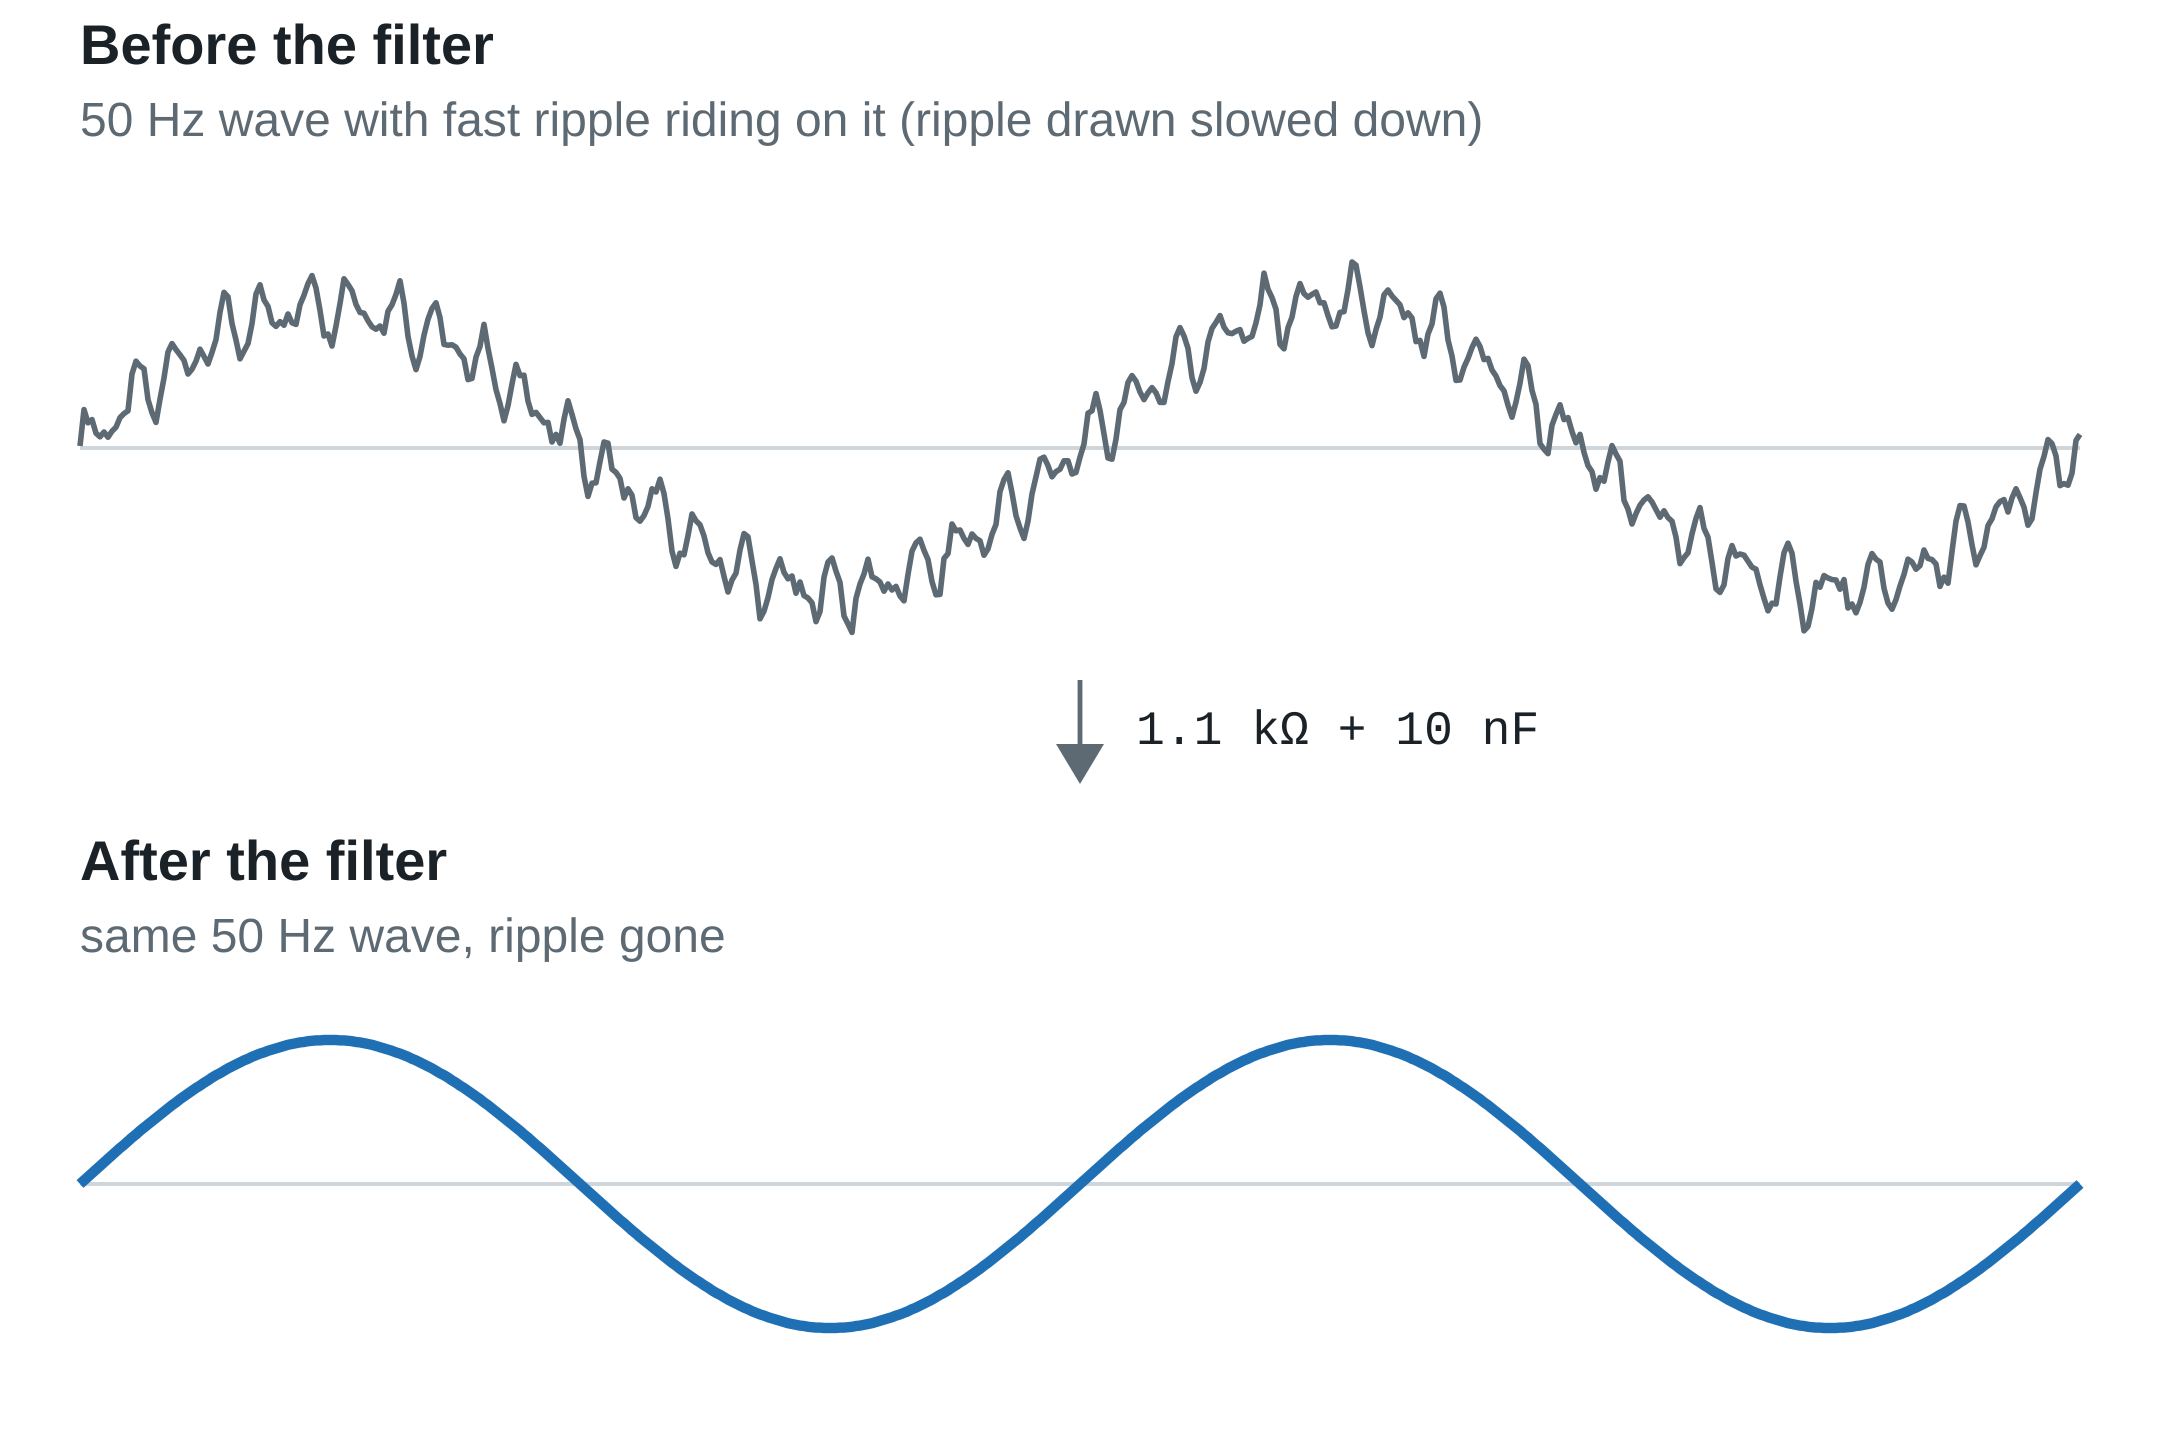 Before the filter
50 Hz wave with fast ripple riding on it (ripple drawn slowed down)
1.1 kΩ + 10 nF
After the filter
same 50 Hz wave, ripple gone